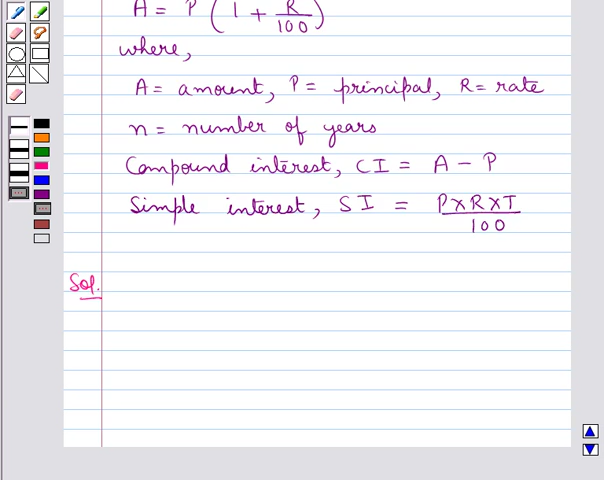 A = P (1 + R/100)
where,
A = amount, P = principal, R = rate
n = number of years
Compound interest, CI = A - P
Simple interest, SI = P×R×T/100
Sol.